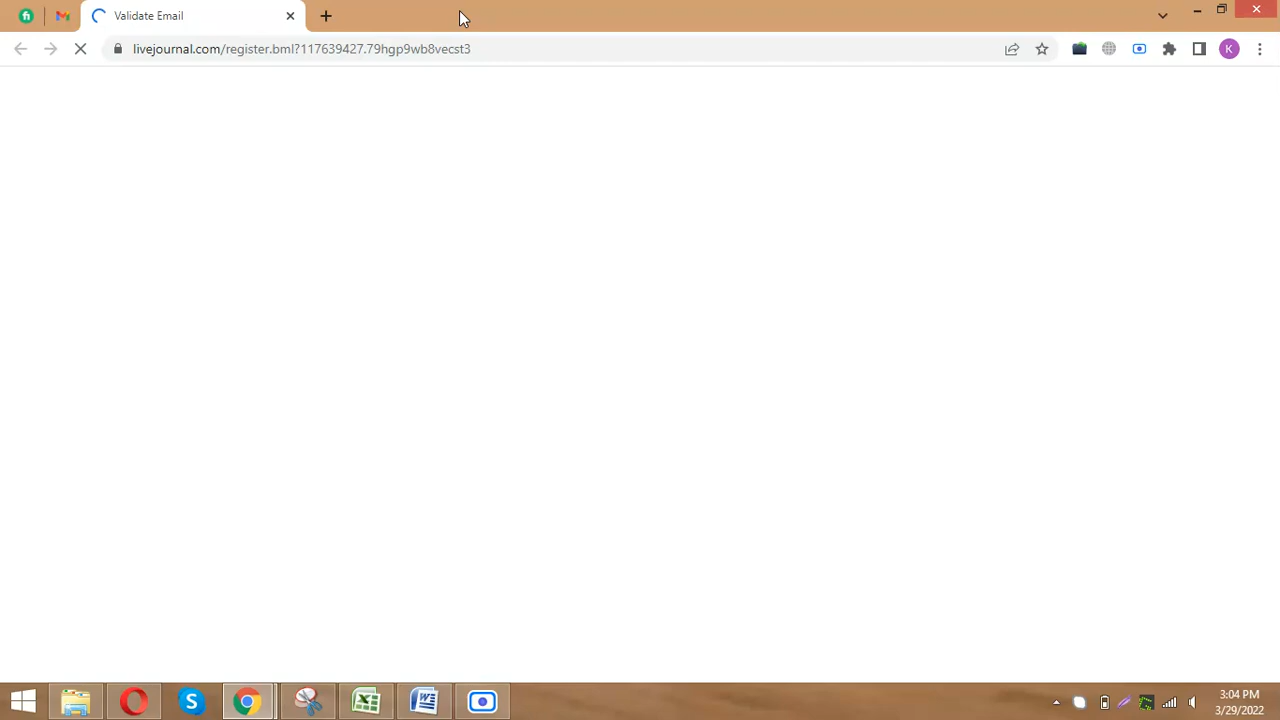 Validate Email
livejournal.com/register.bml?117639427.79hgp9wb8vecst3
K
3:04 PM
3/29/2022